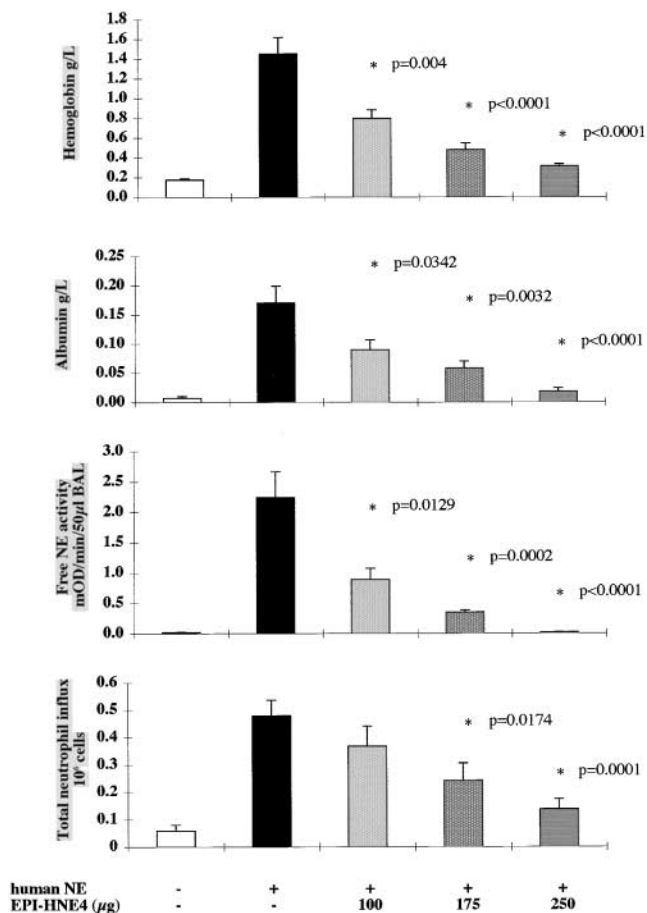 Hemoglobin g/L
1.8
1.6
1.4
1.2
1.0
0.8
0.6
0.4
0.2
0.0
* p=0.004
* p<0.0001
* p<0.0001
Albumin g/L
0.25
0.20
0.15
0.10
0.05
0.00
* p=0.0342
* p=0.0032
* p<0.0001
Free NE activity
mOD/min/50µl BAL
3.0
2.5
2.0
1.5
1.0
0.5
0.0
* p=0.0129
* p=0.0002
* p<0.0001
Total neutrophil influx
10⁶ cells
0.6
0.5
0.4
0.3
0.2
0.1
0.0
* p=0.0174
* p=0.0001
human NE - + + + +
EPI-HNE4 (µg) - - 100 175 250